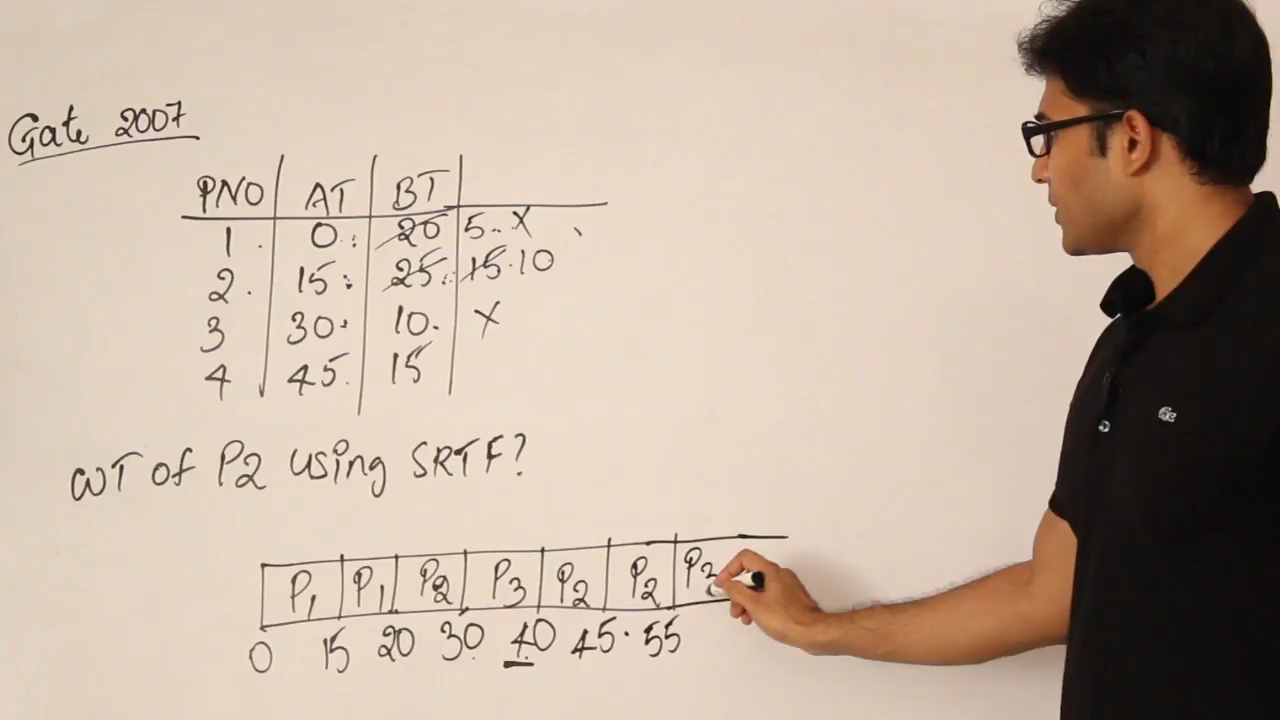 Gate 2007
PNO AT BT
1 0 20 5 X
2 15 25 15 10
3 30 10 X
4 45 15
WT of P2 using SRTF?
P1 P1 P2 P3 P2 P2 P3
0 15 20 30 40 45 55